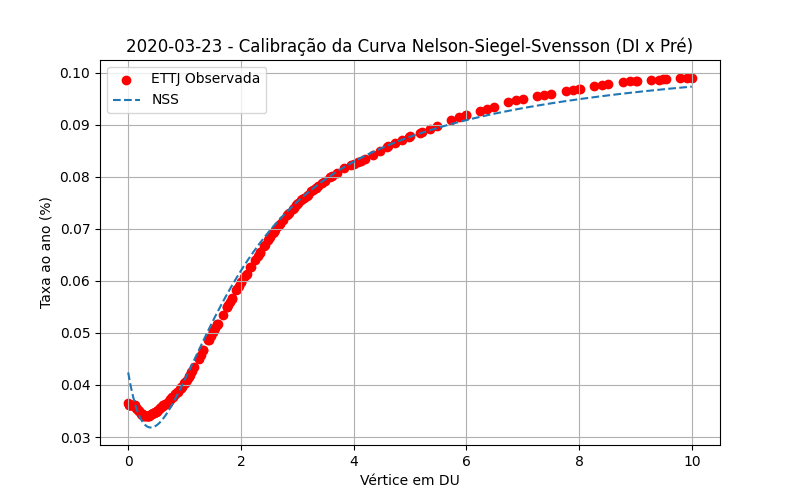 2020-03-23 - Calibração da Curva Nelson-Siegel-Svensson (DI x Pré)
ETTJ Observada
NSS
Taxa ao ano (%)
0.10
0.09
0.08
0.07
0.06
0.05
0.04
0.03
0 2 4 6 8 10
Vértice em DU